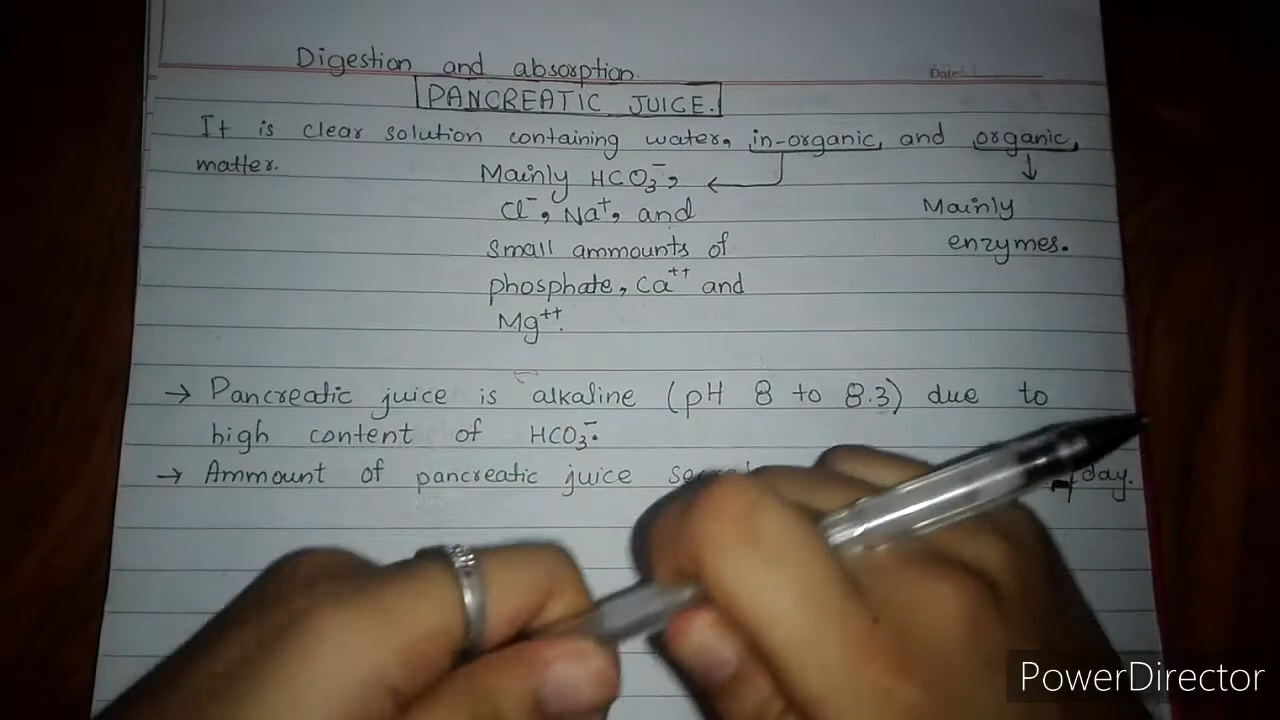 Digestion and absorption.
Date:
PANCREATIC JUICE.
It is clear solution containing water, in-organic, and organic,
matter.
Mainly HCO₃⁻,
Cl⁻, Na⁺, and
Small ammounts of
phosphate, Ca⁺⁺ and
Mg⁺⁺.
Mainly
enzymes.
→ Pancreatic juice is alkaline (pH 8 to 8.3) due to
high content of HCO₃⁻.
→ Ammount of pancreatic juice /day.
PowerDirector